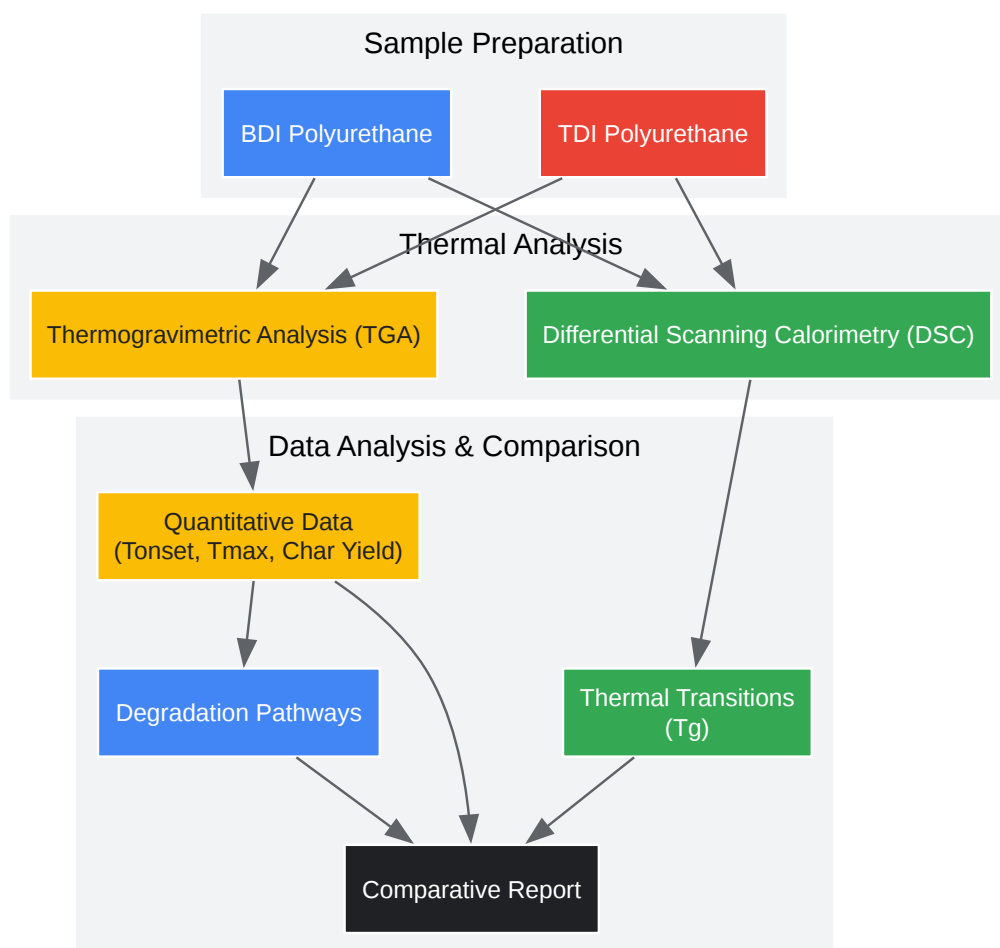 Sample Preparation
BDI Polyurethane
TDI Polyurethane
Thermal Analysis
Thermogravimetric Analysis (TGA)
Differential Scanning Calorimetry (DSC)
Data Analysis & Comparison
Quantitative Data
(Tonset, Tmax, Char Yield)
Degradation Pathways
Thermal Transitions
(Tg)
Comparative Report